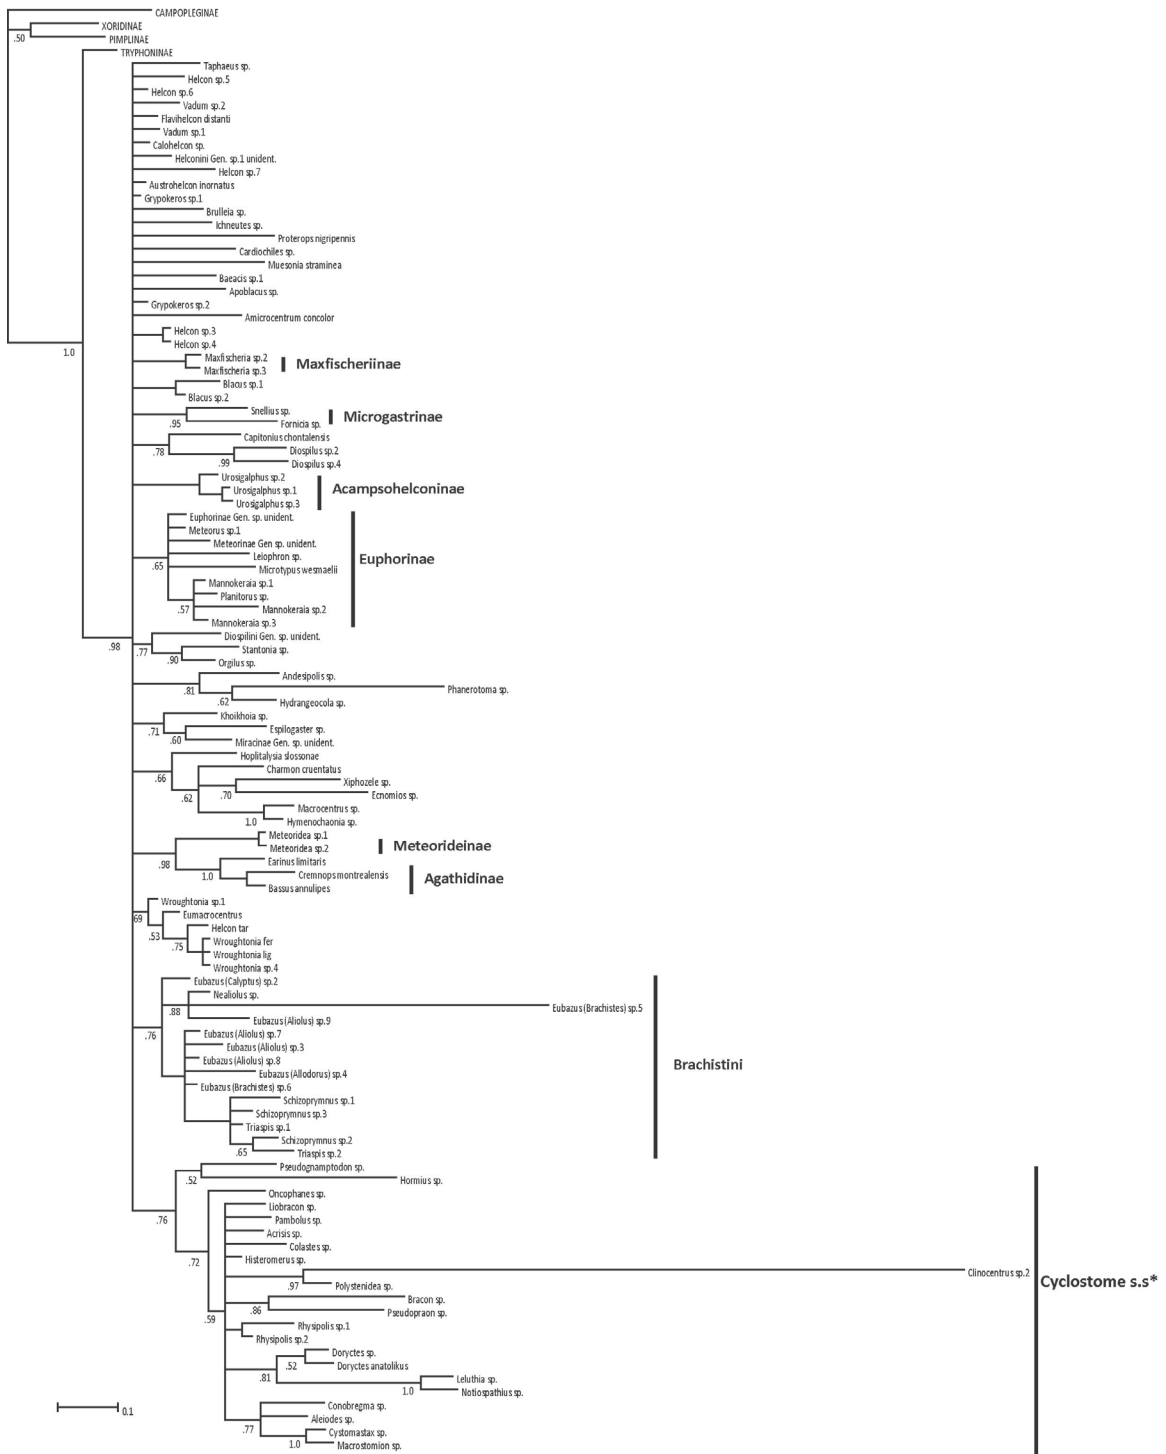 CAMPOPLEGINAE
XORIDINAE
.50
PIMPLINAE
TRYPHONINAE
Taphaeus sp.
Helcon sp.5
Helcon sp.6
Vadum sp.2
Flavihelcon distanti
Vadum sp.1
Calohelcon sp.
Helconini Gen. sp.1 unident.
Helcon sp.7
Austrohelcon inornatus
Grypokeros sp.1
Brulleia sp.
Ichneutes sp.
Proterops nigripennis
Cardiochiles sp.
Muesonia straminea
Baeacis sp.1
Apoblacus sp.
Grypokeros sp.2
Amicrocentrum concolor
Helcon sp.3
Helcon sp.4
1.0
Maxfischeria sp.2
Maxfischeria sp.3
Maxfischeriinae
Blacus sp.1
Blacus sp.2
Snellius sp.
Fornicia sp.
.95
Microgastrinae
Capitonius chontalensis
.78
Diospilus sp.2
.99
Diospilus sp.4
Urosigalphus sp.2
Urosigalphus sp.1
Urosigalphus sp.3
Acampsohelconinae
Euphorinae Gen. sp. unident.
Meteorus sp.1
Meteorinae Gen sp. unident.
Leiophron sp.
.65
Microtypus wesmaelii
Mannokeraia sp.1
Planitorus sp.
.57
Mannokeraia sp.2
Mannokeraia sp.3
Euphorinae
Diospilini Gen. sp. unident.
.98
.77
Stantonia sp.
.90
Orgilus sp.
Andesipolis sp.
.81
Phanerotoma sp.
.62
Hydrangeocola sp.
Khoikhoia sp.
.71
Espilogaster sp.
.60
Miracinae Gen. sp. unident.
Hoplitalysia slossonae
Charmon cruentatus
.66
Xiphozele sp.
.62
.70
Ecnomios sp.
Macrocentrus sp.
1.0
Hymenochaonia sp.
Meteoridea sp.1
Meteoridea sp.2
Meteorideinae
.98
Earinus limitaris
1.0
Cremnops montrealensis
Bassus annulipes
Agathidinae
Wroughtonia sp.1
69
Eumacrocentrus
.53
Helcon tar
.75
Wroughtonia fer
Wroughtonia lig
Wroughtonia sp.4
Eubazus (Calyptus) sp.2
Nealiolus sp.
.88
Eubazus (Brachistes) sp.5
Eubazus (Aliolus) sp.9
.76
Eubazus (Aliolus) sp.7
Eubazus (Aliolus) sp.3
Eubazus (Aliolus) sp.8
Eubazus (Allodorus) sp.4
Eubazus (Brachistes) sp.6
Schizoprymnus sp.1
Schizoprymnus sp.3
Triaspis sp.1
Schizoprymnus sp.2
.65
Triaspis sp.2
Brachistini
Pseudognamptodon sp.
.52
Hormius sp.
.76
Oncophanes sp.
Liobracon sp.
Pambolus sp.
Acrisis sp.
Colastes sp.
.72
Histeromerus sp.
Clinocentrus sp.2
.97
Polystenidea sp.
Bracon sp.
.86
Pseudopraon sp.
.59
Rhysipolis sp.1
Rhysipolis sp.2
Doryctes sp.
.52
Doryctes anatolikus
.81
Leluthia sp.
1.0
Notiospathius sp.
Conobregma sp.
Aleiodes sp.
.77
Cystomastax sp.
1.0
Macrostomion sp.
Cyclostome s.s*
0.1